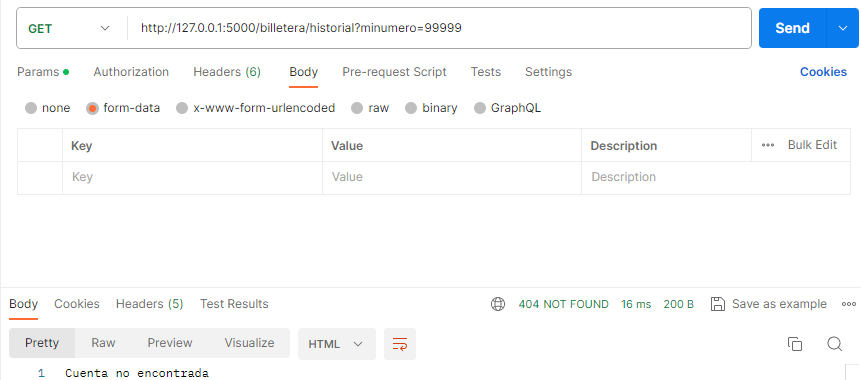 GET http://127.0.0.1:5000/billetera/historial?minumero=99999 Send
Params Authorization Headers (6) Body Pre-request Script Tests Settings Cookies
none form-data x-www-form-urlencoded raw binary GraphQL
Key Value Description Bulk Edit
Key Value Description
Body Cookies Headers (5) Test Results 404 NOT FOUND 16 ms 200 B Save as example
Pretty Raw Preview Visualize HTML
1 Cuenta no encontrada